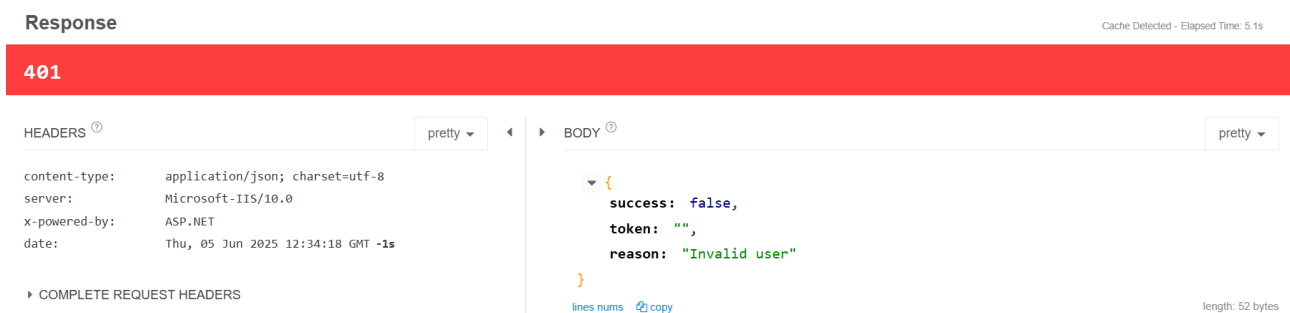 Response
Cache Detected - Elapsed Time: 5.1s
401
HEADERS ?
pretty
content-type: application/json; charset=utf-8
server: Microsoft-IIS/10.0
x-powered-by: ASP.NET
date: Thu, 05 Jun 2025 12:34:18 GMT -1s
COMPLETE REQUEST HEADERS
BODY ?
pretty
{
success: false,
token: "",
reason: "Invalid user"
}
lines nums copy
length: 52 bytes